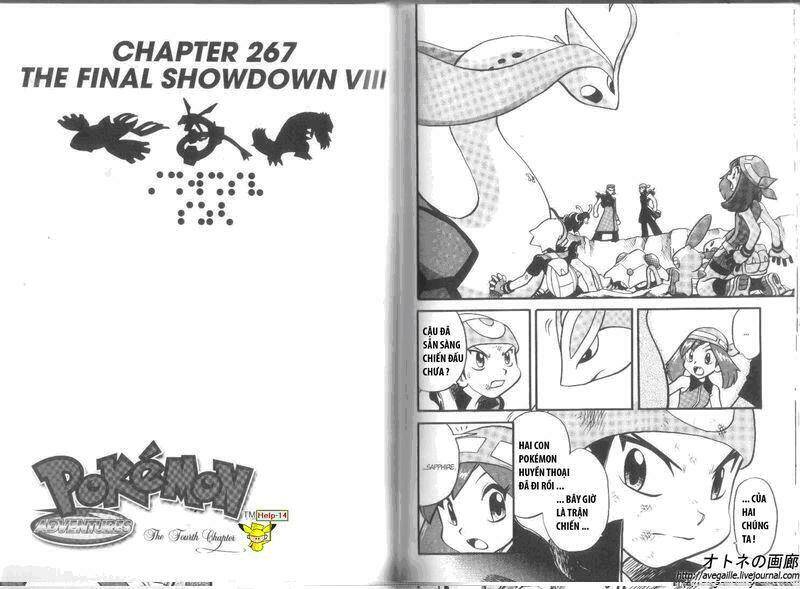 CHAPTER 267
THE FINAL SHOWDOWN VIII
POKéMON
ADVENTURES
The Fourth Chapter
TM
Help-14
CẬU ĐÃ
SẴN SÀNG
CHIẾN ĐẤU
CHƯA ?
...
...SAPPHIRE,
HAI CON
POKÉMON
HUYỀN THOẠI
ĐÃ ĐI RỒI ...
... BÂY GIỜ
LÀ TRẬN
CHIẾN ...
... CỦA
HAI
CHÚNG
TA !
オトネの画廊
http://avegaille.livejournal.com